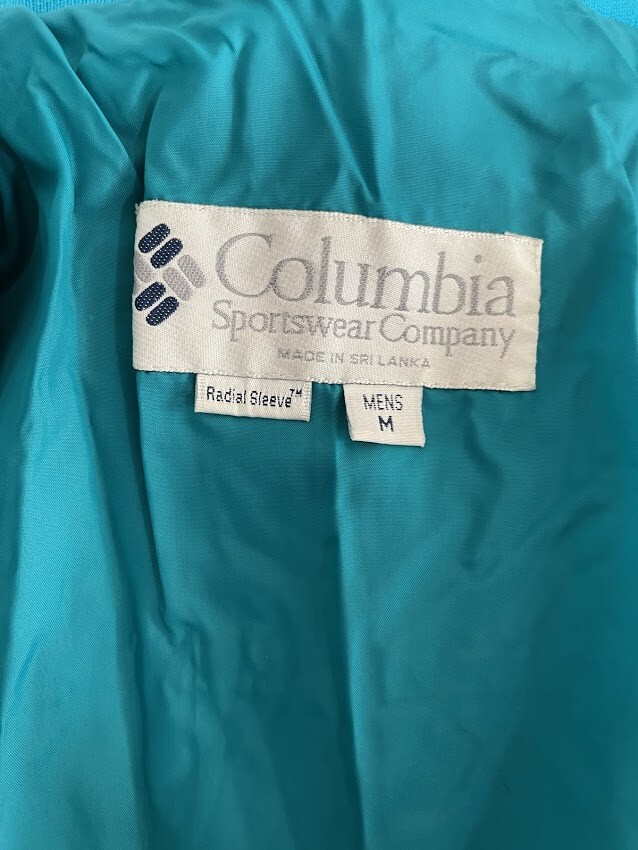 Columbia
Sportswear Company
MADE IN SRI LANKA
Radial Sleeve™
MENS
M